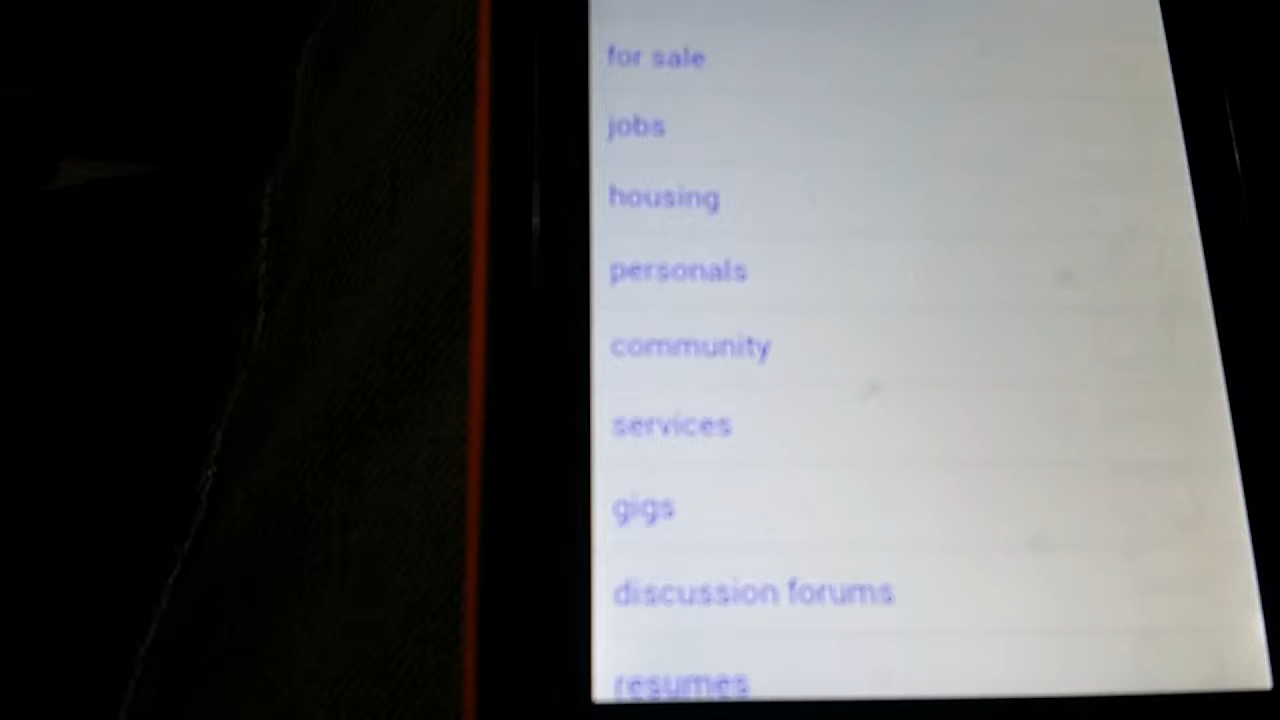 for sale
jobs
housing
personals
community
services
gigs
discussion forums
resumes